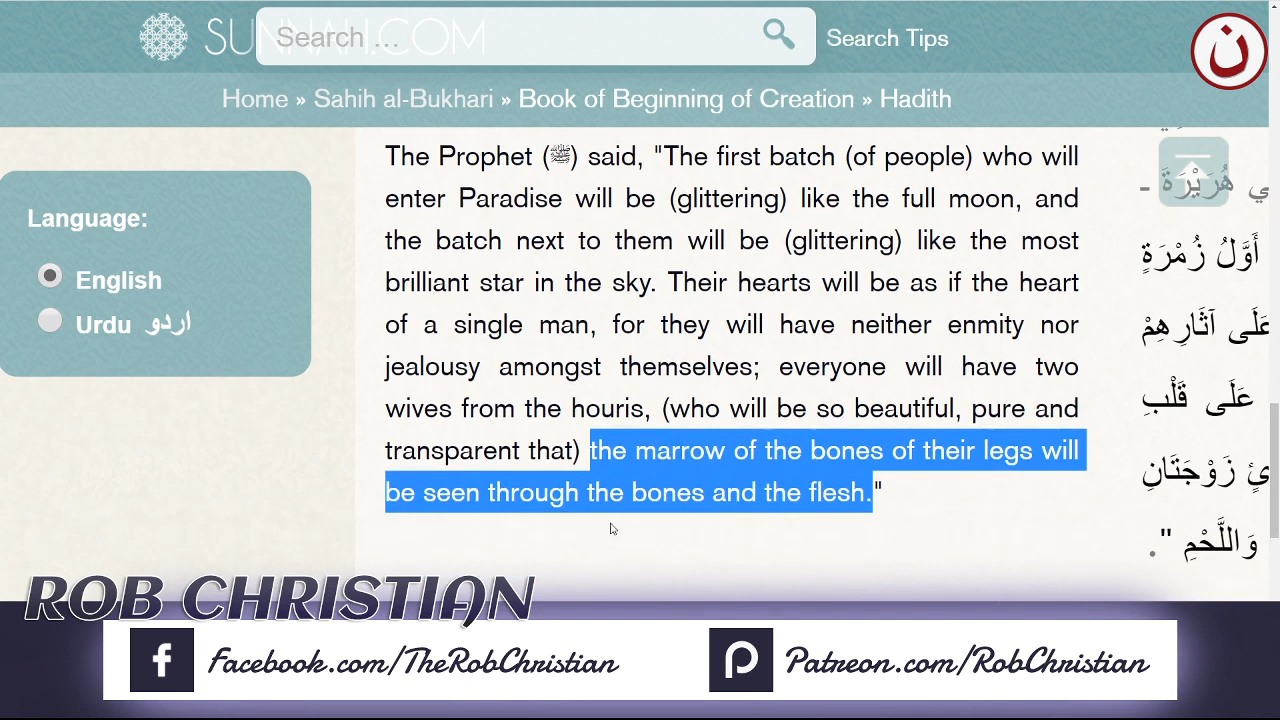 SUNNAH.COM
Search ...
Search Tips
ن
Home » Sahih al-Bukhari » Book of Beginning of Creation » Hadith
Language:
English
Urdu اردو
The Prophet (ﷺ) said, "The first batch (of people) who will
enter Paradise will be (glittering) like the full moon, and
the batch next to them will be (glittering) like the most
brilliant star in the sky. Their hearts will be as if the heart
of a single man, for they will have neither enmity nor
jealousy amongst themselves; everyone will have two
wives from the houris, (who will be so beautiful, pure and
transparent that) the marrow of the bones of their legs will
be seen through the bones and the flesh."
هُرَيْرَةَ -
أَوَّلُ زُمْرَةٍ
عَلَى آثَارِهِمْ
عَلَى قَلْبِ
زَوْجَتَانِ
وَاللَّحْمِ ".
ROB CHRISTIAN
f Facebook.com/TheRobChristian
Patreon.com/RobChristian